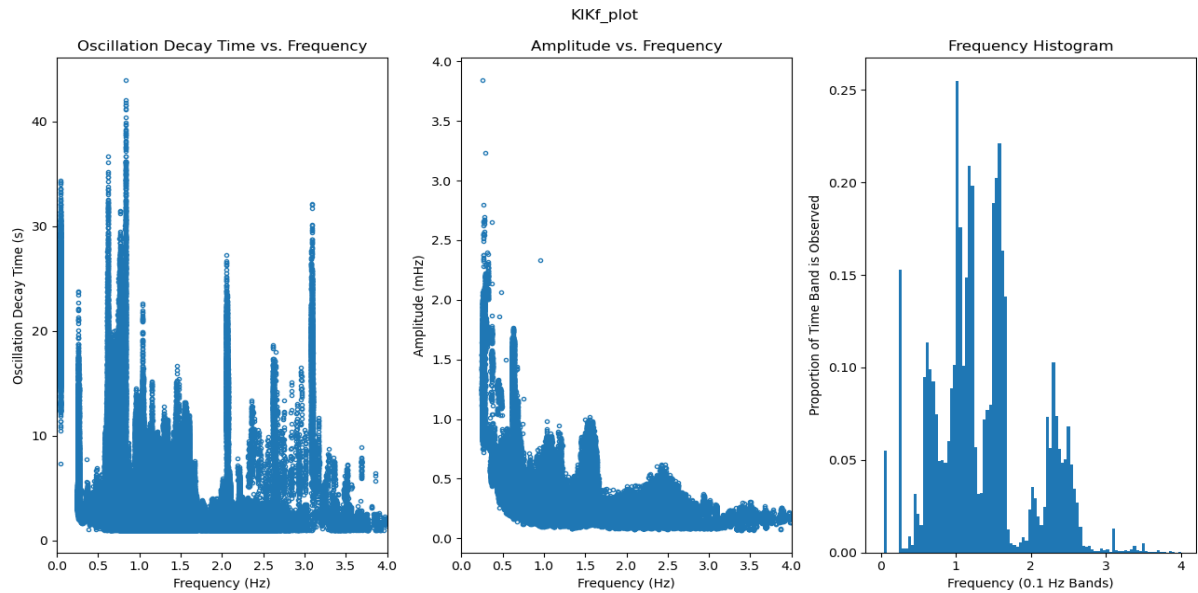 KIKf_plot
Oscillation Decay Time vs. Frequency
Oscillation Decay Time (s)
40
30
20
10
0
0.0 0.5 1.0 1.5 2.0 2.5 3.0 3.5 4.0
Frequency (Hz)
Amplitude vs. Frequency
Amplitude (mHz)
4.0
3.5
3.0
2.5
2.0
1.5
1.0
0.5
0.0
0.0 0.5 1.0 1.5 2.0 2.5 3.0 3.5 4.0
Frequency (Hz)
Frequency Histogram
Proportion of Time Band is Observed
0.25
0.20
0.15
0.10
0.05
0.00
0 1 2 3 4
Frequency (0.1 Hz Bands)